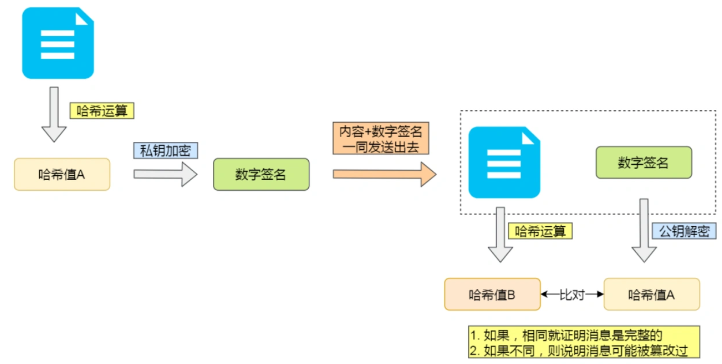 哈希运算
哈希值A
私钥加密
数字签名
内容+数字签名
一同发送出去
数字签名
哈希运算
公钥解密
哈希值B
比对
哈希值A
1. 如果，相同就证明消息是完整的
2. 如果不同，则说明消息可能被篡改过